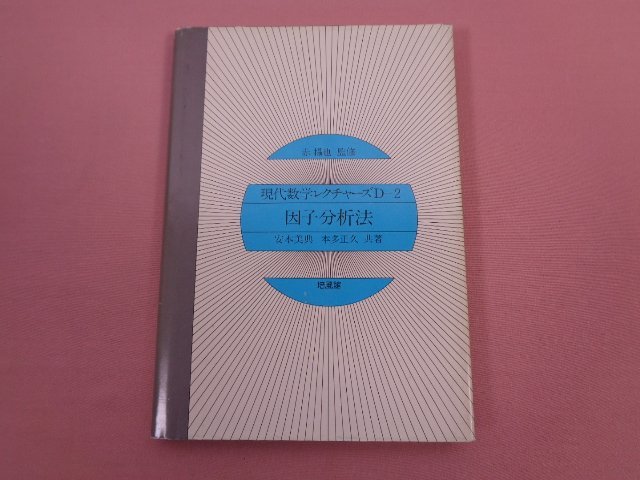 赤攝也 監修
現代数学レクチャーズD−2
因子分析法
安本美典 本多正久 共著
培風館